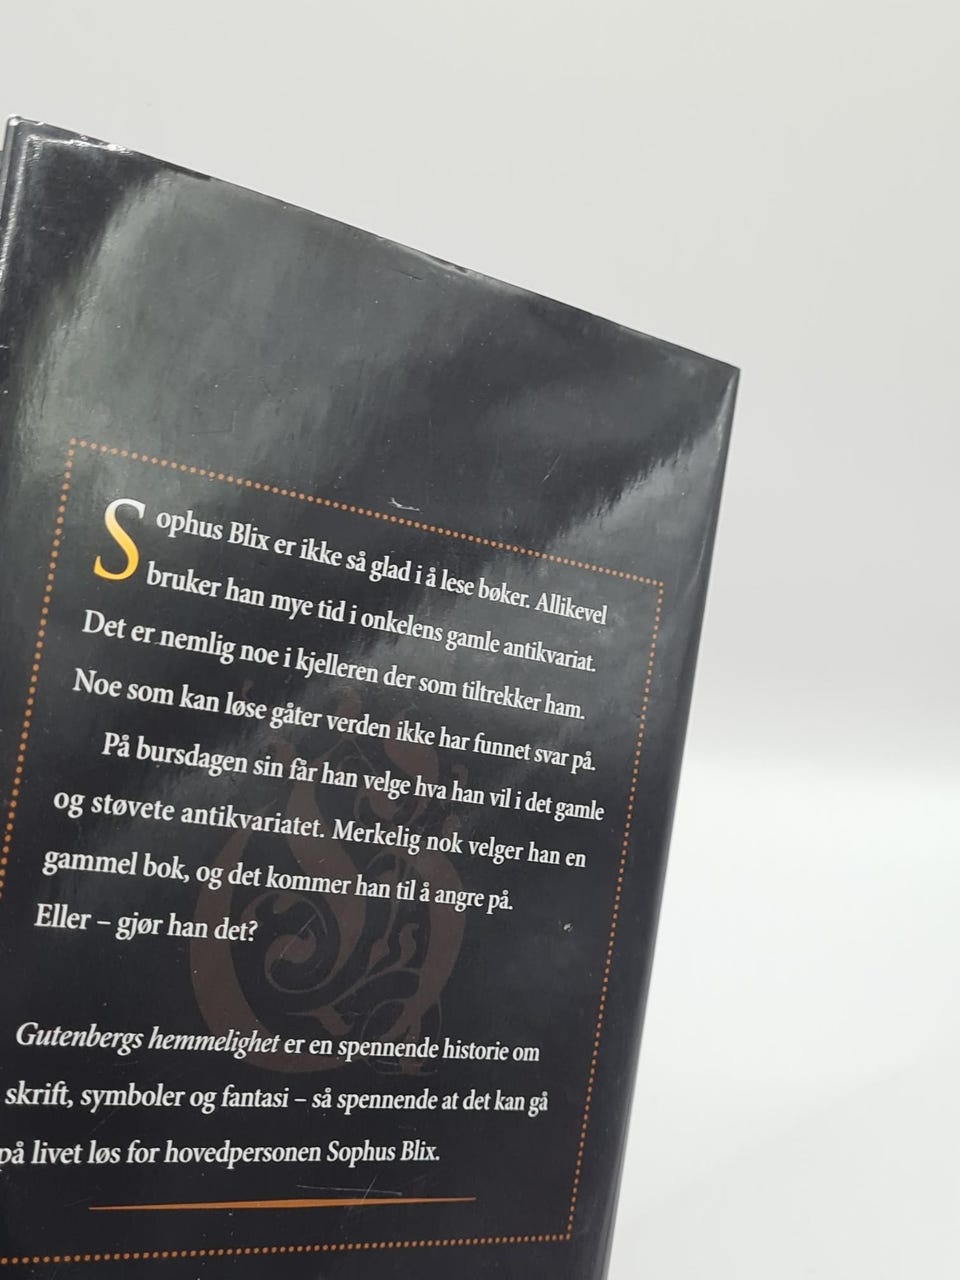 Sophus Blix er ikke så glad i å lese bøker. Allikevel
bruker han mye tid i onkelens gamle antikvariat.
Det er nemlig noe i kjelleren der som tiltrekker ham.
Noe som kan løse gåter verden ikke har funnet svar på.
På bursdagen sin får han velge hva han vil i det gamle
og støvete antikvariatet. Merkelig nok velger han en
gammel bok, og det kommer han til å angre på.
Eller – gjør han det?
Gutenbergs hemmelighet er en spennende historie om
skrift, symboler og fantasi – så spennende at det kan gå
på livet løs for hovedpersonen Sophus Blix.